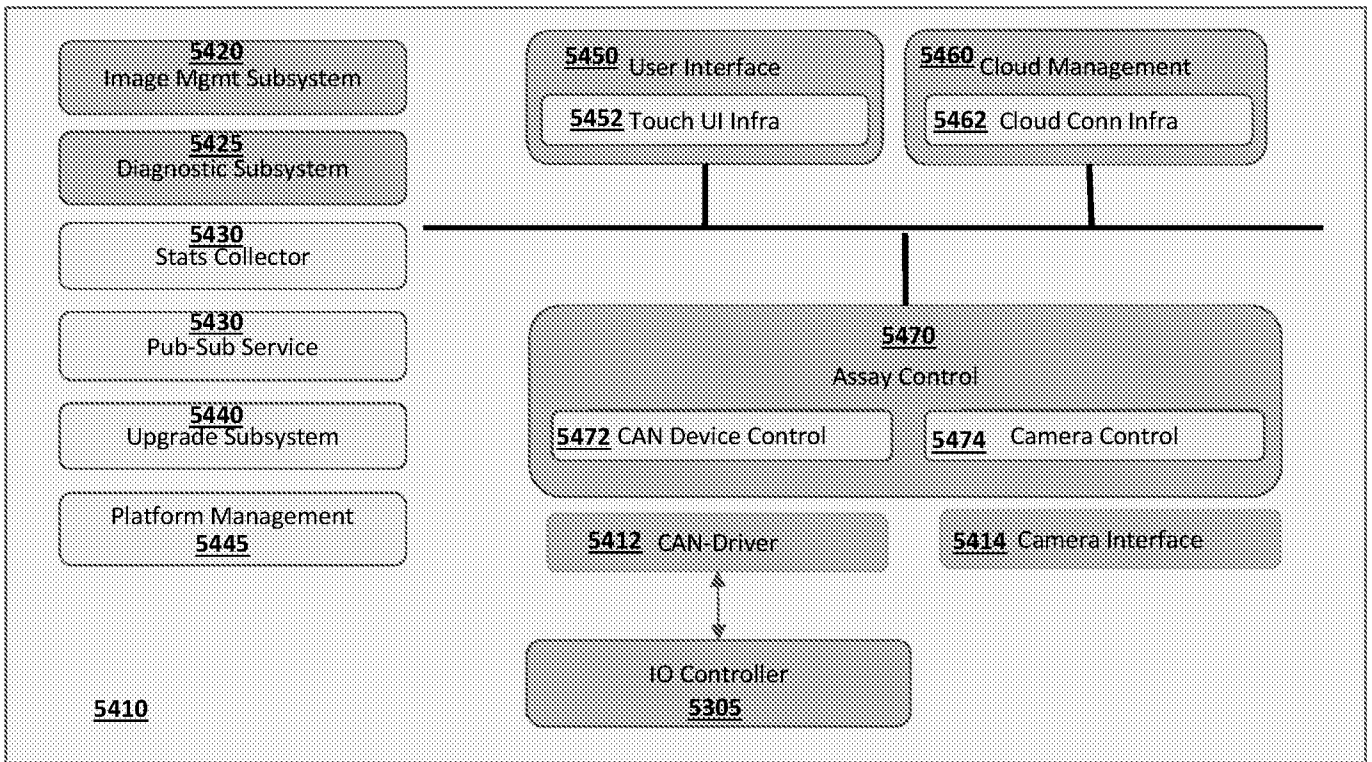 5420
Image Mgmt Subsystem
5425
Diagnostic Subsystem
5430
Stats Collector
5430
Pub-Sub Service
5440
Upgrade Subsystem
Platform Management
5445
5410
5450 User Interface
5452 Touch UI Infra
5460 Cloud Management
5462 Cloud Conn Infra
5470
Assay Control
5472 CAN Device Control
5474 Camera Control
5412 CAN-Driver
5414 Camera Interface
IO Controller
5305